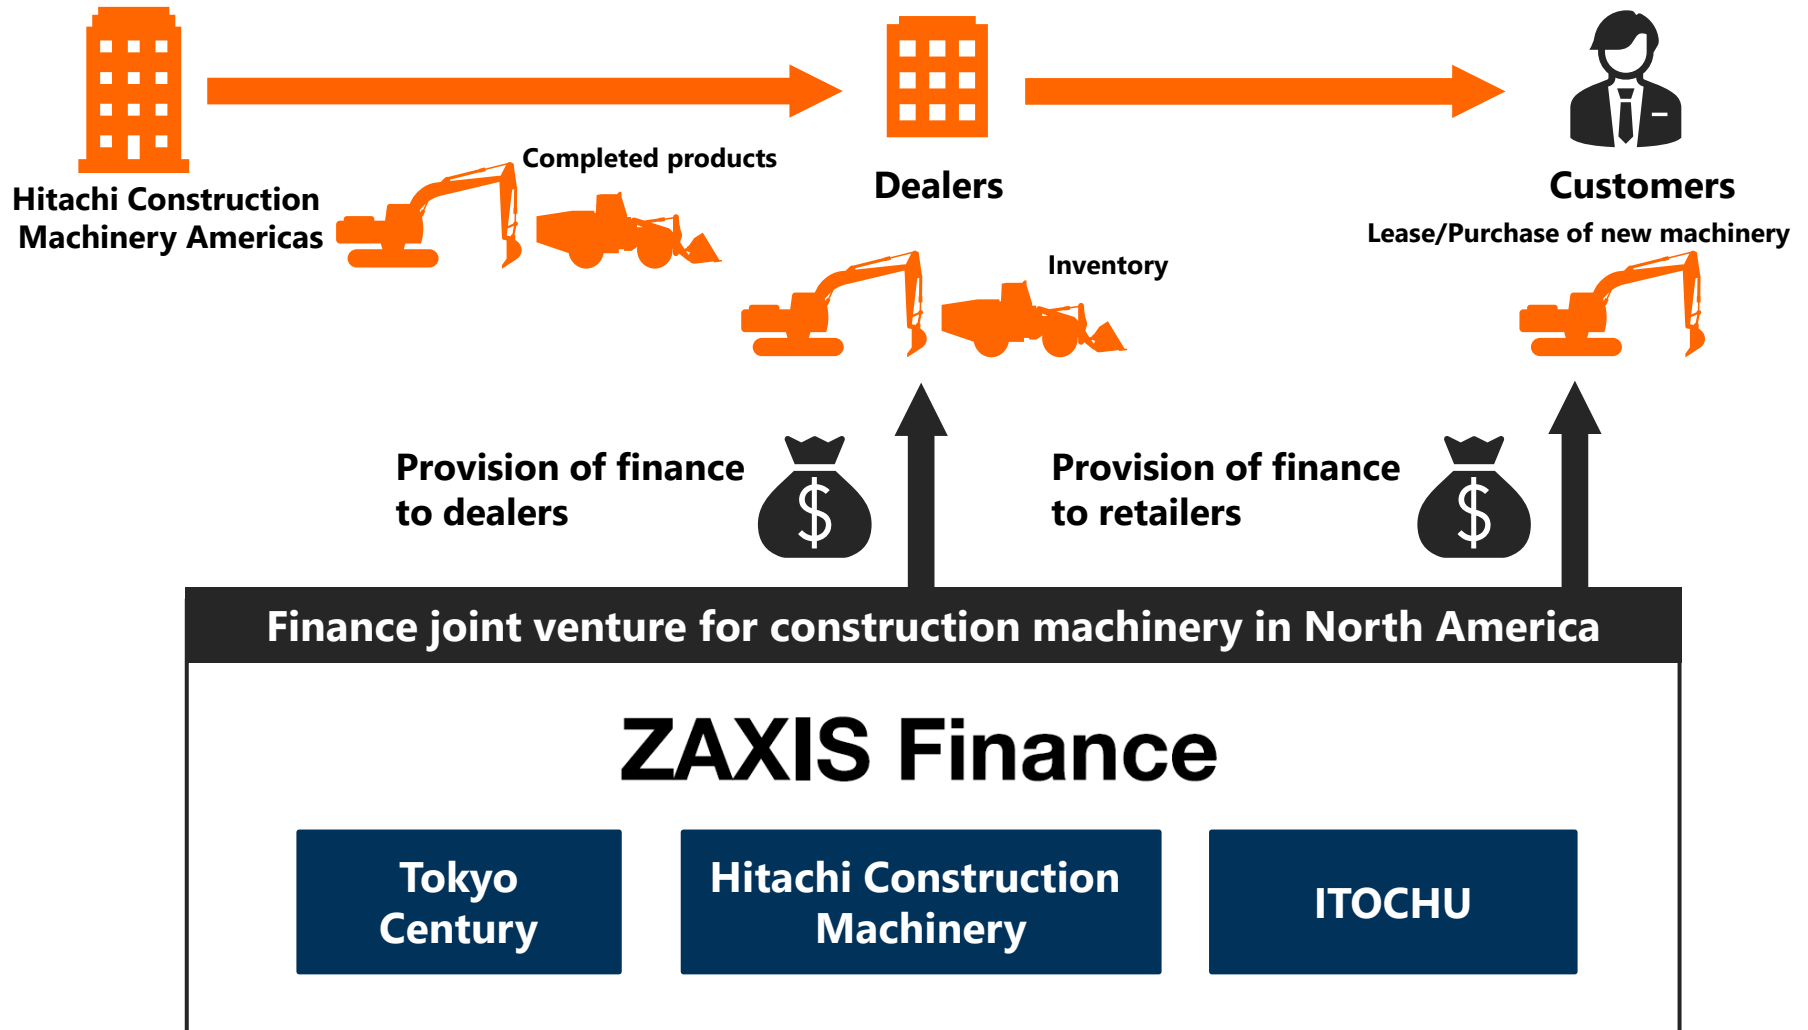 Hitachi Construction
Machinery Americas
Completed products
Dealers
Inventory
Customers
Lease/Purchase of new machinery
Provision of finance
to dealers
$
Provision of finance
to retailers
$
Finance joint venture for construction machinery in North America
ZAXIS Finance
Tokyo
Century
Hitachi Construction
Machinery
ITOCHU